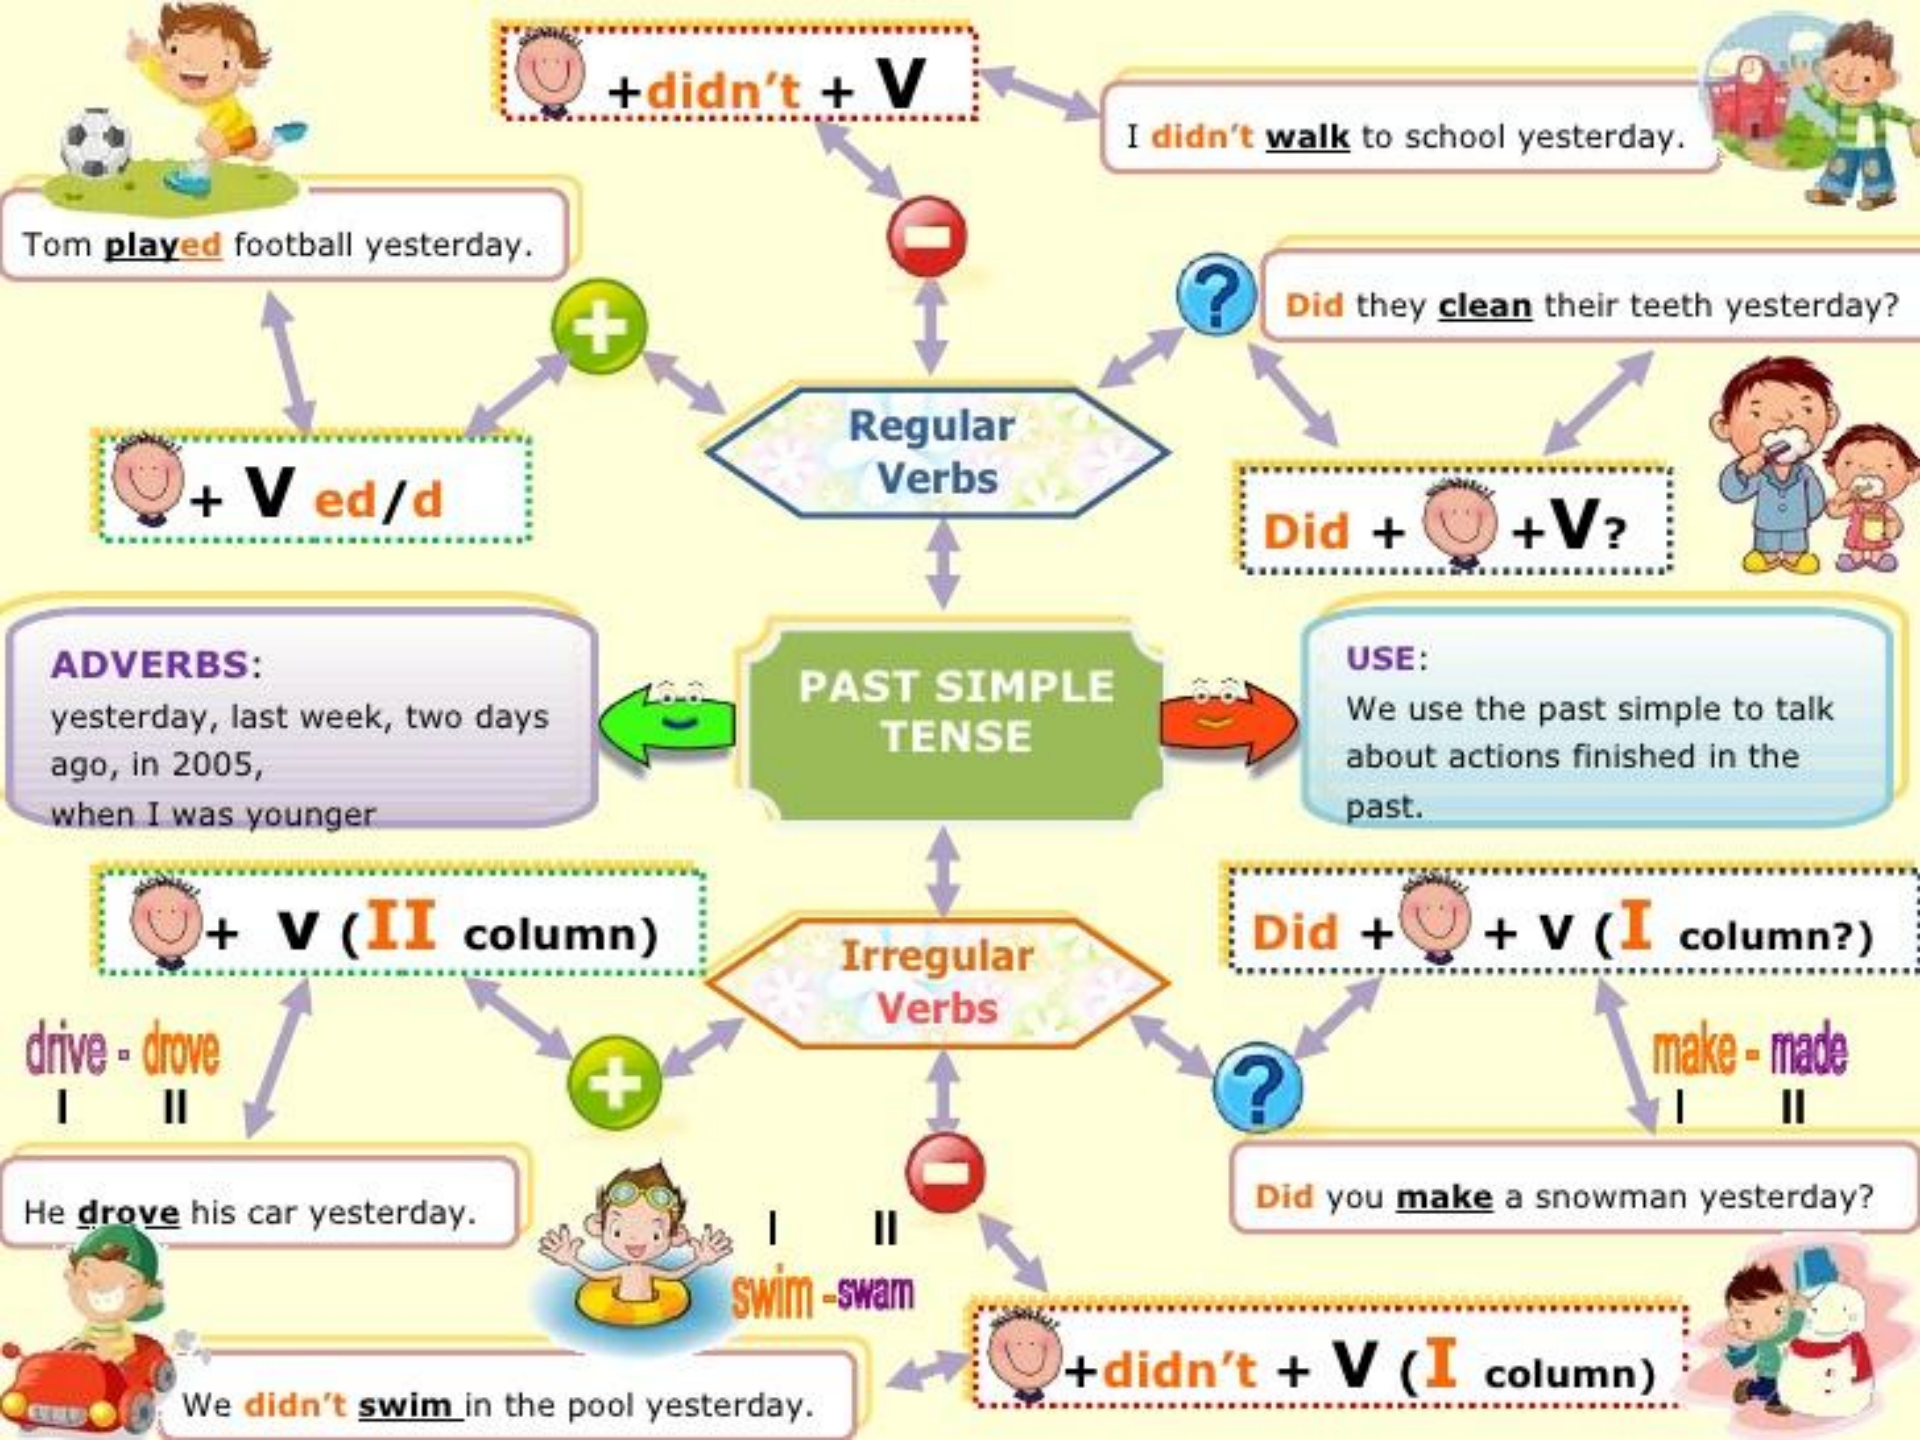 +didn't + V
I didn't walk to school yesterday.
Tom played football yesterday.
Did they clean their teeth yesterday?
Regular
Verbs
+ V ed/d
Did + +V?
ADVERBS:
yesterday, last week, two days
ago, in 2005,
when I was younger
PAST SIMPLE
TENSE
USE:
We use the past simple to talk
about actions finished in the
past.
+ V (II column)
Did + + V (I column?)
Irregular
Verbs
drive - drove
I II
make - made
I II
He drove his car yesterday.
Did you make a snowman yesterday?
I II
swim -swam
+didn't + V (I column)
We didn't swim in the pool yesterday.